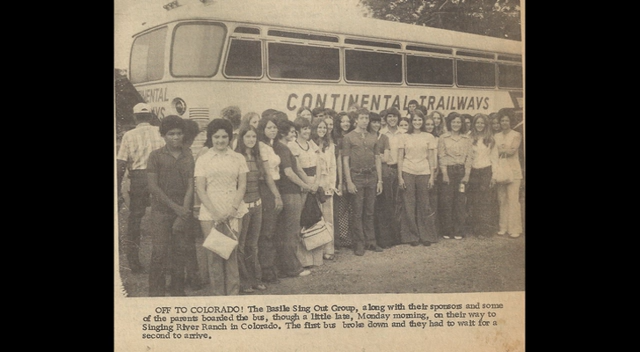 CONTINENTAL TRAILWAYS
NENTAL
WAYS
OFF TO COLORADO! The Basile Sing Out Group, along with their sponsors and some
of the parents boarded the bus, though a little late, Monday morning, on their way to
Singing River Ranch in Colorado. The first bus broke down and they had to wait for a
second to arrive.